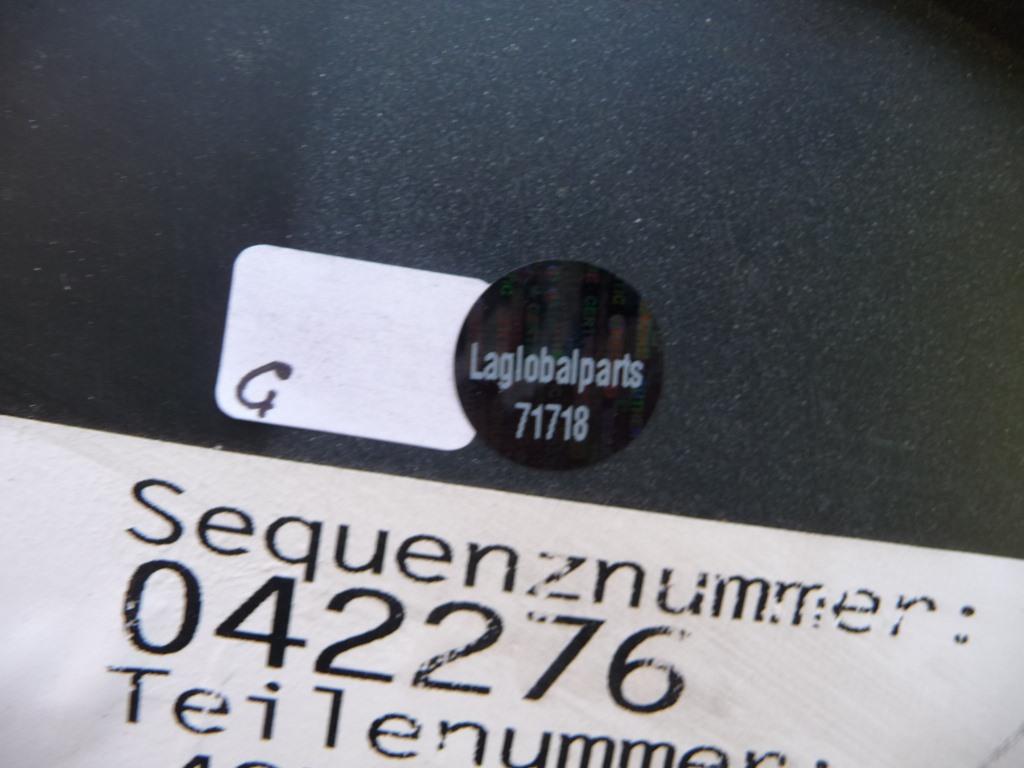 G
Laglobalparts
71718
Sequenznummer:
042276
Teilenummer: